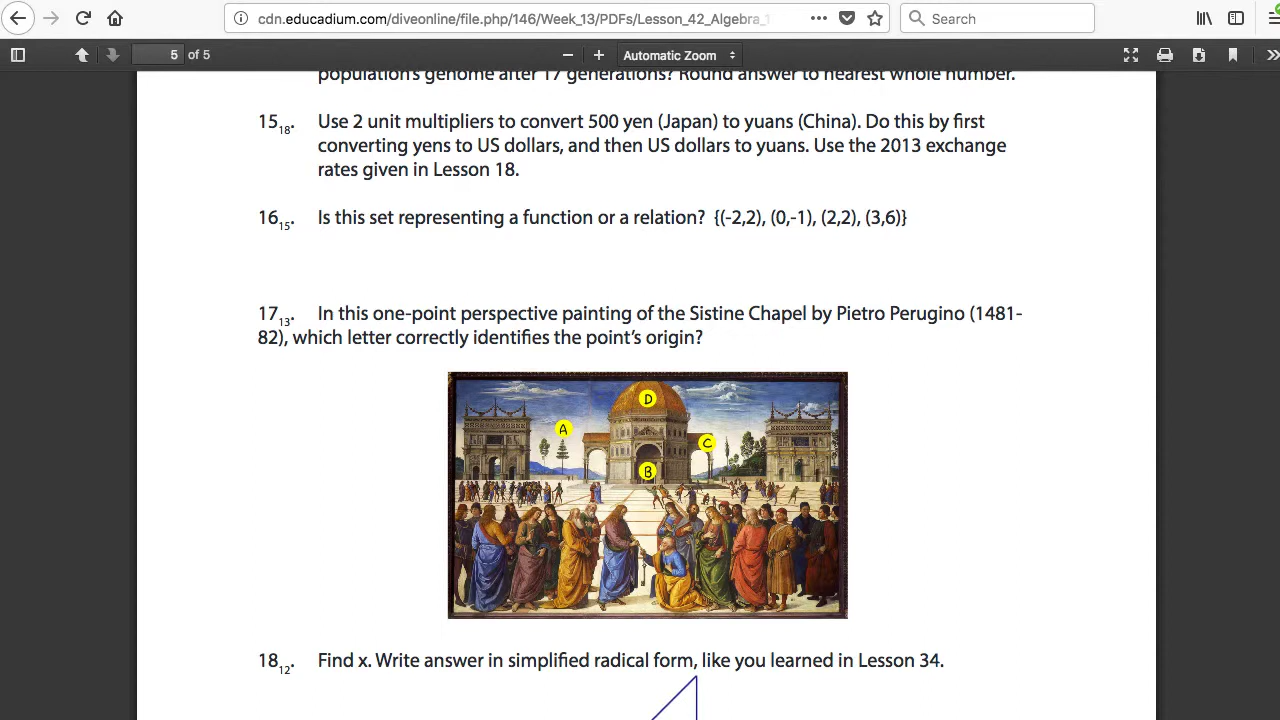 cdn.educadium.com/diveonline/file.php/146/Week_13/PDFs/Lesson_42_Algebra_1
Search
5 of 5
Automatic Zoom
population's genome after 17 generations? Round answer to nearest whole number.
15₁₈. Use 2 unit multipliers to convert 500 yen (Japan) to yuans (China). Do this by first
converting yens to US dollars, and then US dollars to yuans. Use the 2013 exchange
rates given in Lesson 18.
16₁₅. Is this set representing a function or a relation? {(-2,2), (0,-1), (2,2), (3,6)}
17₁₃. In this one-point perspective painting of the Sistine Chapel by Pietro Perugino (1481-
82), which letter correctly identifies the point's origin?
D
A
C
B
18₁₂. Find x. Write answer in simplified radical form, like you learned in Lesson 34.